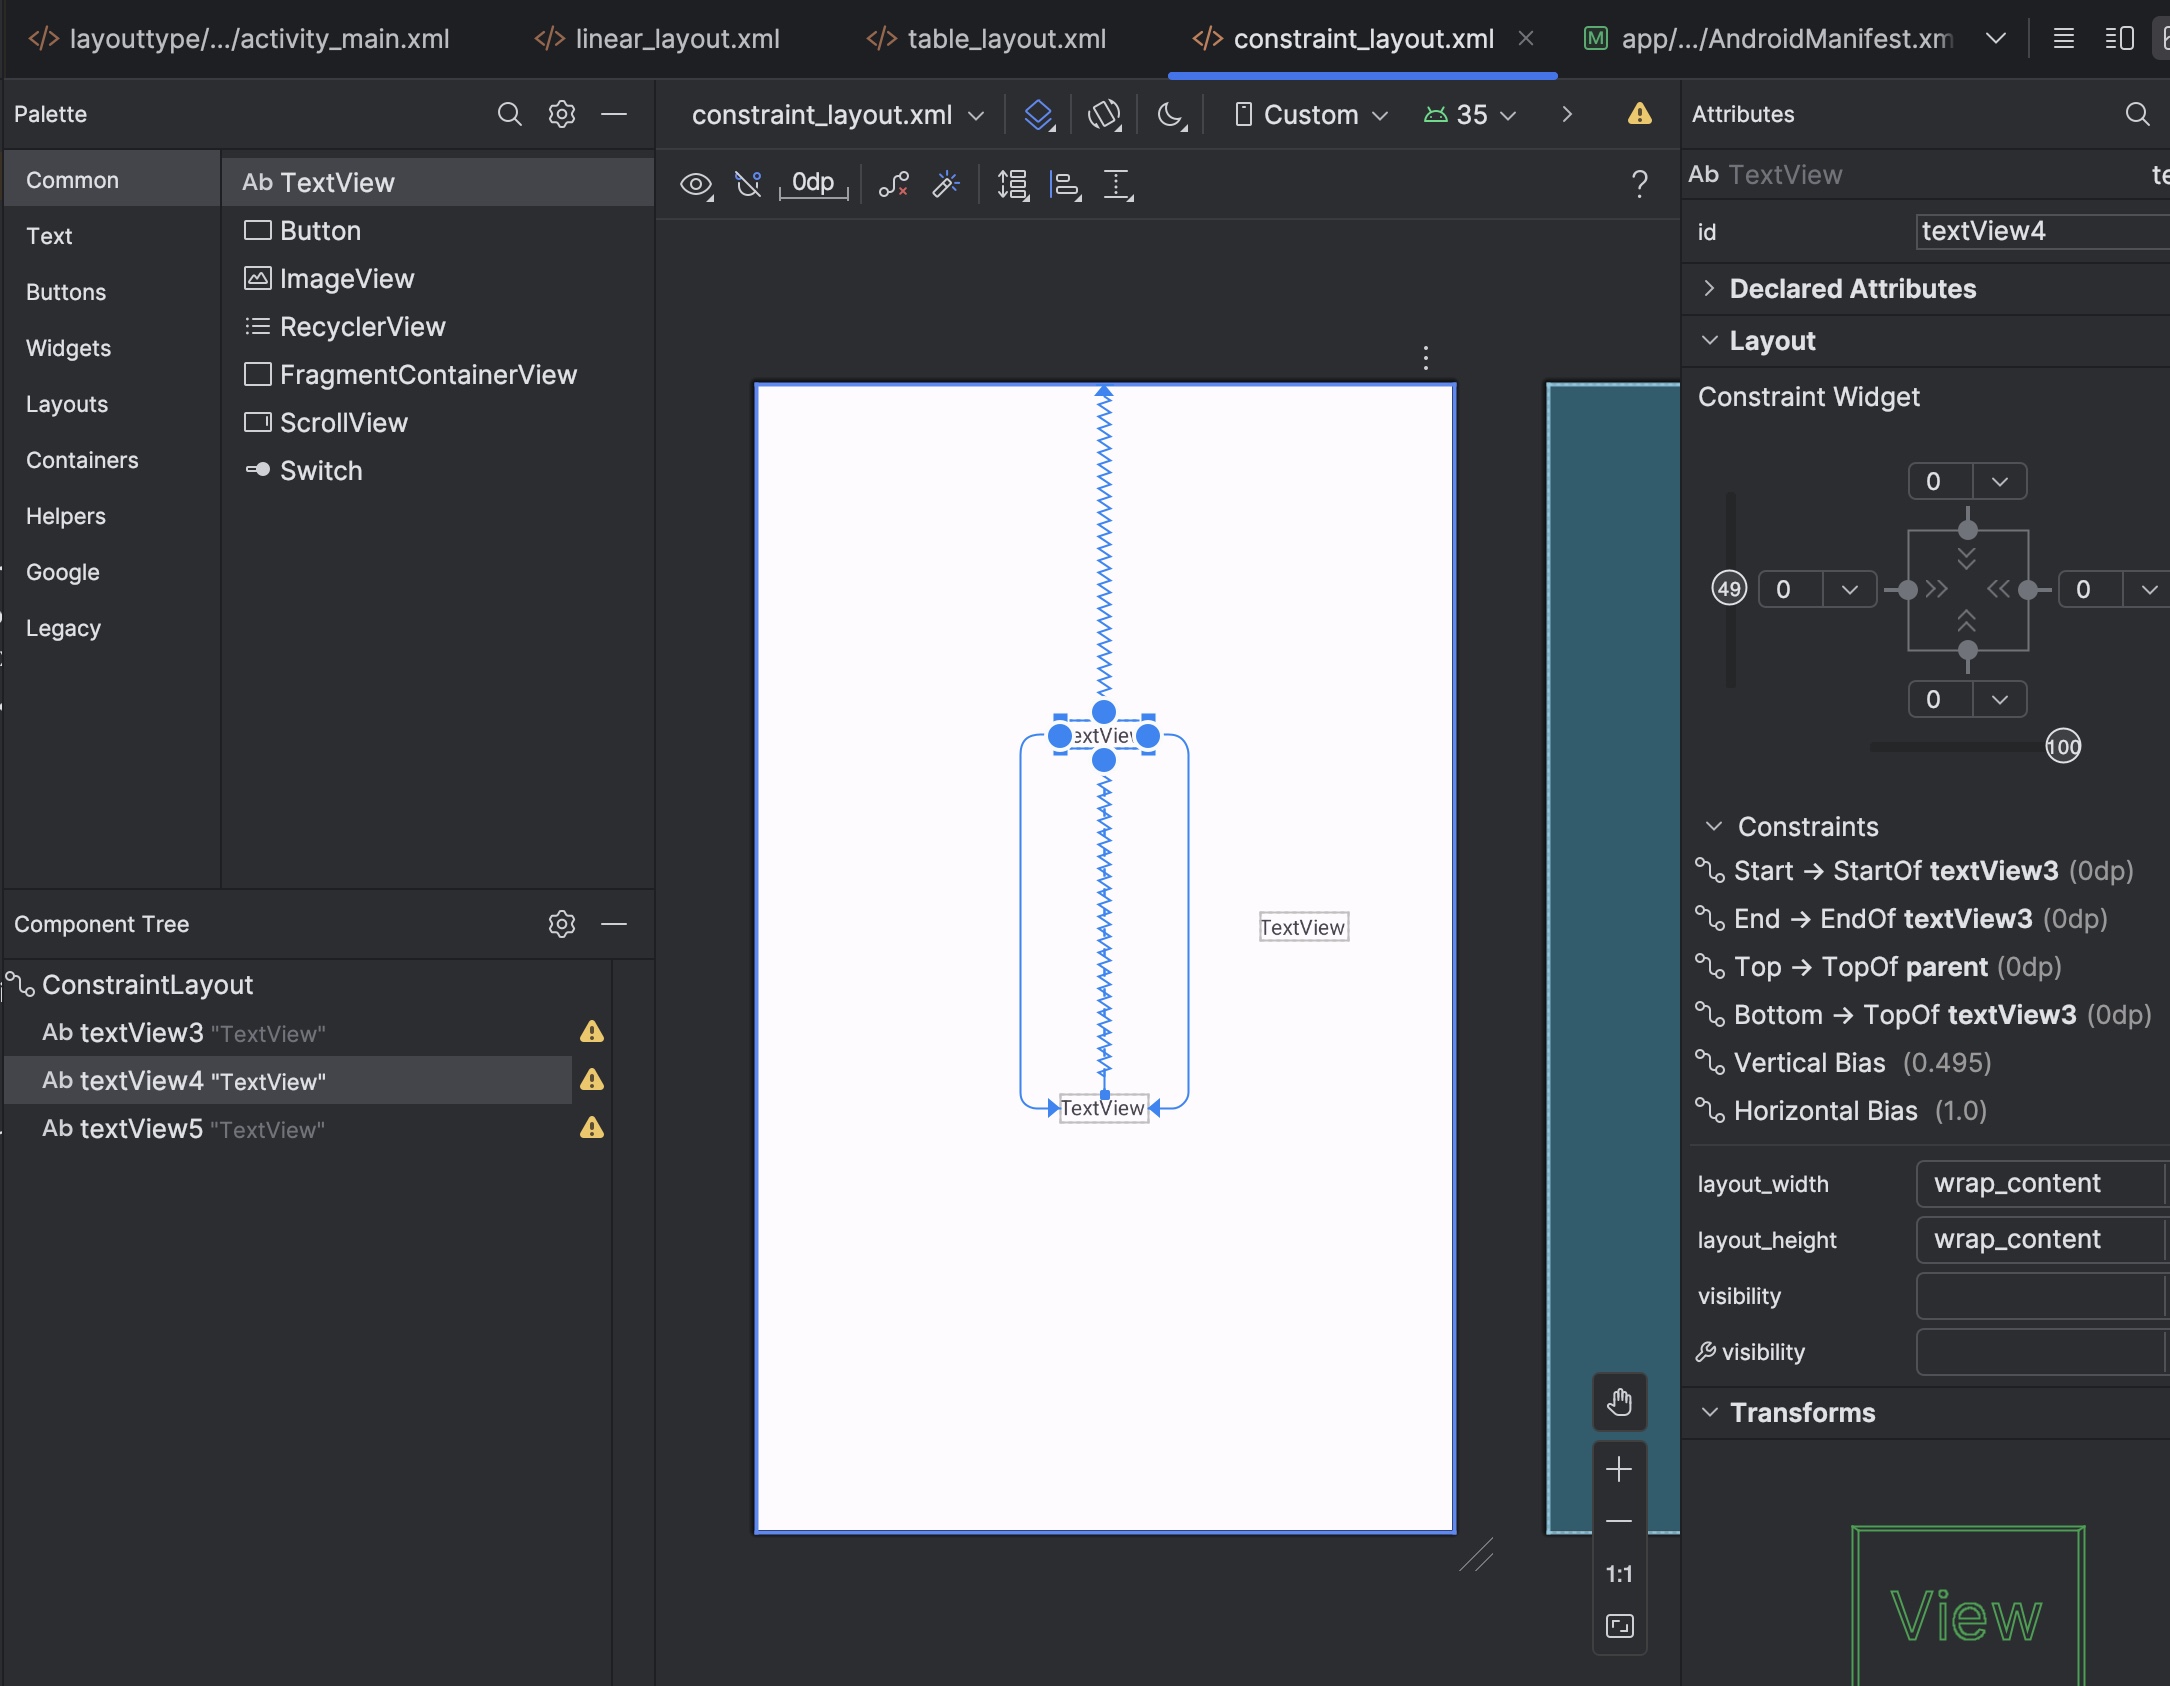 layouttype/.../activity_main.xml
linear_layout.xml
table_layout.xml
constraint_layout.xml
M app/.../AndroidManifest.xm
Palette
Common
Text
Buttons
Widgets
Layouts
Containers
Helpers
Google
Legacy
Ab TextView
Button
ImageView
RecyclerView
FragmentContainerView
ScrollView
Switch
Component Tree
ConstraintLayout
Ab textView3 "TextView"
Ab textView4 "TextView"
Ab textView5 "TextView"
constraint_layout.xml
Custom
35
0dp
?
extVie
TextView
TextView
1:1
Attributes
Ab TextView te
id textView4
Declared Attributes
Layout
Constraint Widget
0
49 0 0
0
100
Constraints
Start → StartOf textView3 (0dp)
End → EndOf textView3 (0dp)
Top → TopOf parent (0dp)
Bottom → TopOf textView3 (0dp)
Vertical Bias (0.495)
Horizontal Bias (1.0)
layout_width wrap_content
layout_height wrap_content
visibility
visibility
Transforms
View